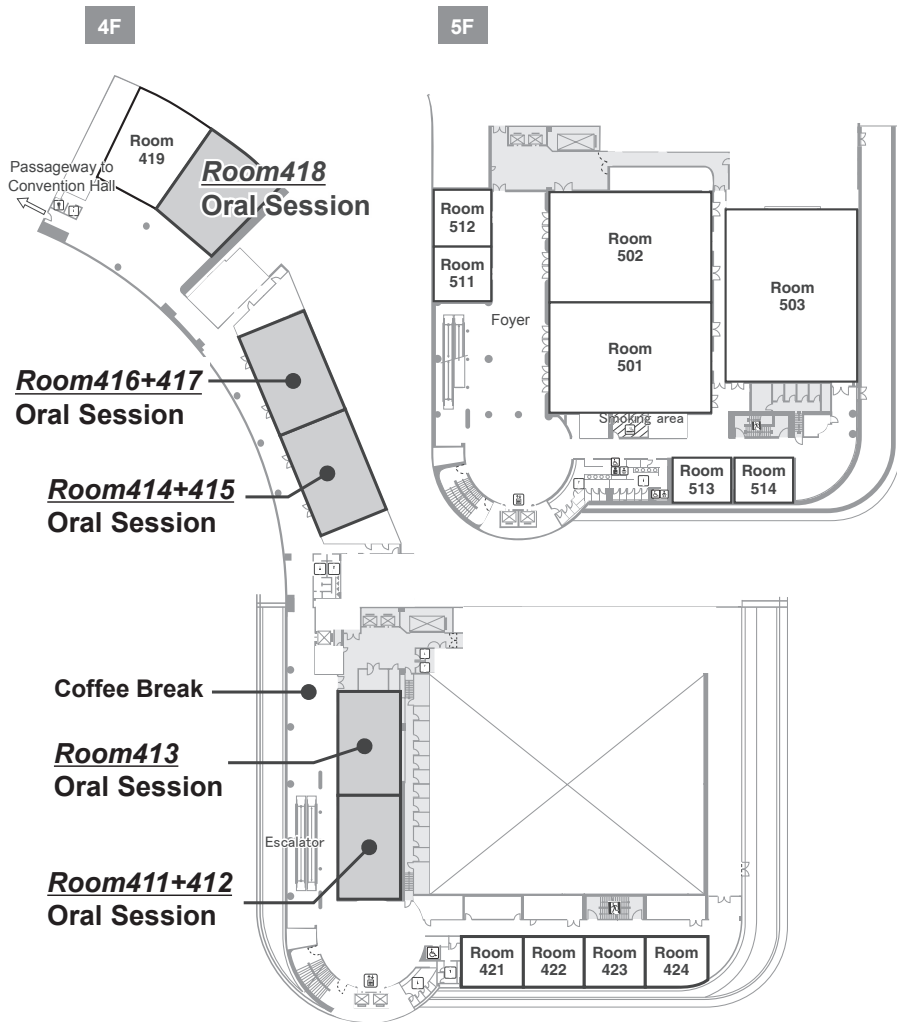 4F
5F
Room
419
Passageway to
Convention Hall
Room418
Oral Session
Room416+417
Oral Session
Room414+415
Oral Session
Coffee Break
Room413
Oral Session
Escalator
Room411+412
Oral Session
Room
421
Room
422
Room
423
Room
424
Room
512
Room
511
Foyer
Room
502
Room
501
Room
503
Smoking area
Room
513
Room
514